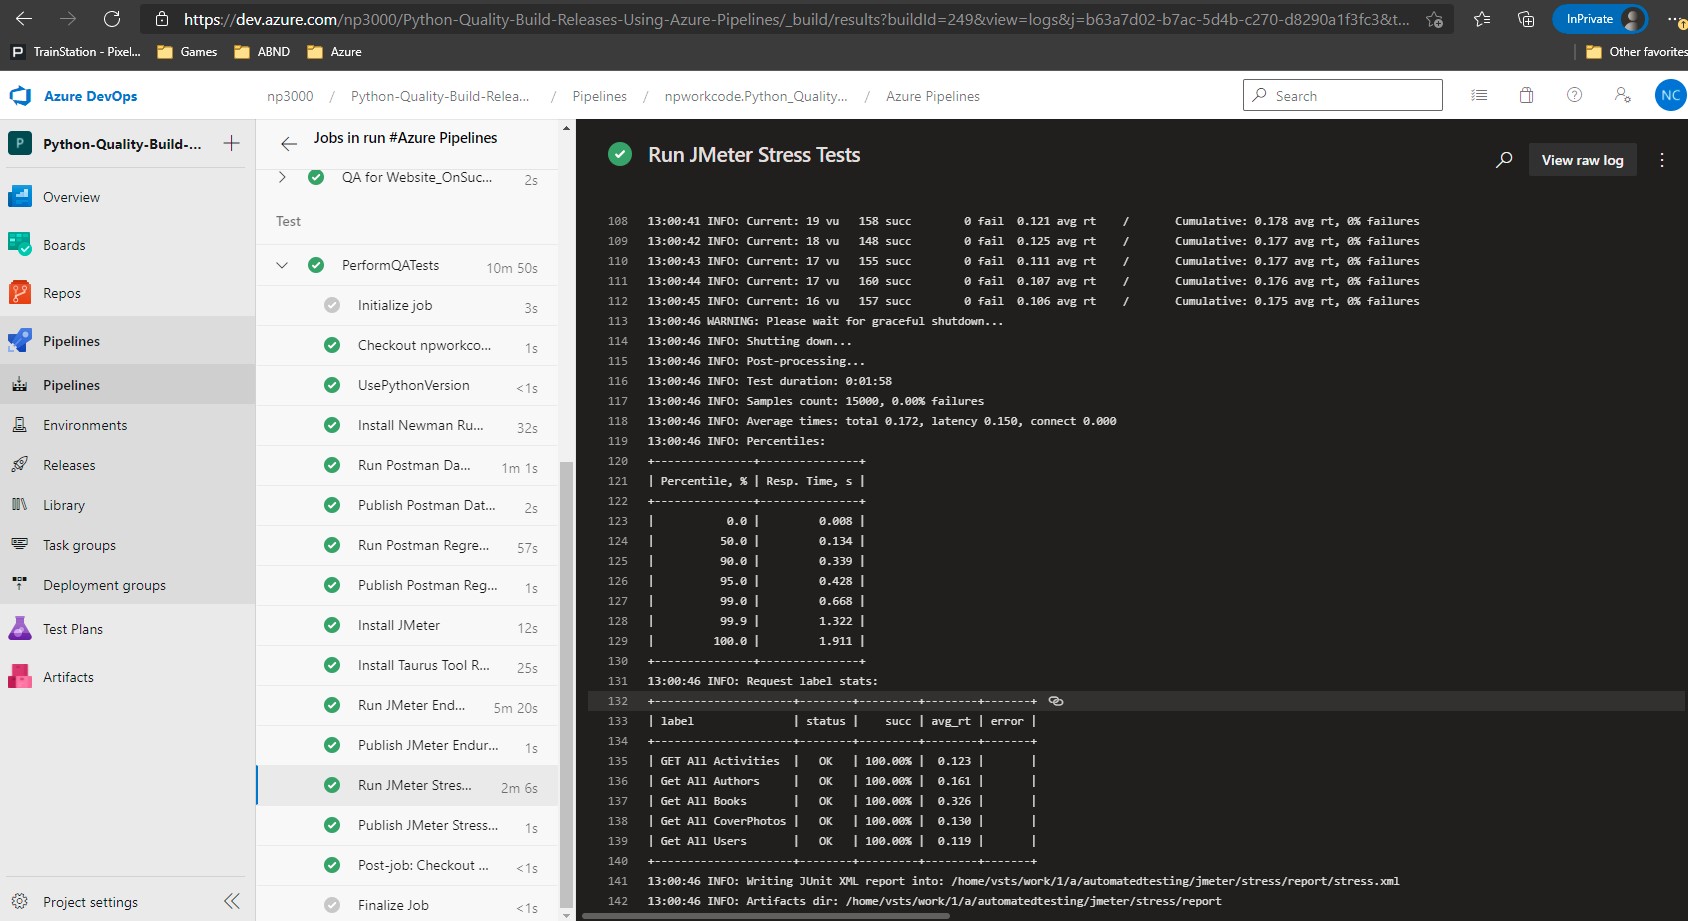 https://dev.azure.com/np3000/Python-Quality-Build-Releases-Using-Azure-Pipelines/_build/results?buildId=249&view=logs&j=b63a7d02-b7ac-5d4b-c270-d8290a1f3fc3&t...
InPrivate
TrainStation - Pixel...
Games
ABND
Azure
Other favorites
Azure DevOps
np3000 / Python-Quality-Build-Relea... / Pipelines / npworkcode.Python_Quality... / Azure Pipelines
Search
NC
P Python-Quality-Build-...
Overview
Boards
Repos
Pipelines
Pipelines
Environments
Releases
Library
Task groups
Deployment groups
Test Plans
Artifacts
Project settings
Jobs in run #Azure Pipelines
QA for Website_OnSuc... 2s
Test
PerformQATests 10m 50s
Initialize job 3s
Checkout npworkco... 1s
UsePythonVersion <1s
Install Newman Ru... 32s
Run Postman Da... 1m 1s
Publish Postman Dat... 2s
Run Postman Regre... 57s
Publish Postman Reg... 1s
Install JMeter 12s
Install Taurus Tool R... 25s
Run JMeter End... 5m 20s
Publish JMeter Endur... 1s
Run JMeter Stres... 2m 6s
Publish JMeter Stress... 1s
Post-job: Checkout ... <1s
Finalize Job <1s
Run JMeter Stress Tests
View raw log
108 13:00:41 INFO: Current: 19 vu 158 succ 0 fail 0.121 avg rt / Cumulative: 0.178 avg rt, 0% failures
109 13:00:42 INFO: Current: 18 vu 148 succ 0 fail 0.125 avg rt / Cumulative: 0.177 avg rt, 0% failures
110 13:00:43 INFO: Current: 17 vu 155 succ 0 fail 0.111 avg rt / Cumulative: 0.177 avg rt, 0% failures
111 13:00:44 INFO: Current: 17 vu 160 succ 0 fail 0.107 avg rt / Cumulative: 0.176 avg rt, 0% failures
112 13:00:45 INFO: Current: 16 vu 157 succ 0 fail 0.106 avg rt / Cumulative: 0.175 avg rt, 0% failures
113 13:00:46 WARNING: Please wait for graceful shutdown...
114 13:00:46 INFO: Shutting down...
115 13:00:46 INFO: Post-processing...
116 13:00:46 INFO: Test duration: 0:01:58
117 13:00:46 INFO: Samples count: 15000, 0.00% failures
118 13:00:46 INFO: Average times: total 0.172, latency 0.150, connect 0.000
119 13:00:46 INFO: Percentiles:
120 +---------------+---------------+
121 | Percentile, % | Resp. Time, s |
122 +---------------+---------------+
123 | 0.0 | 0.008 |
124 | 50.0 | 0.134 |
125 | 90.0 | 0.339 |
126 | 95.0 | 0.428 |
127 | 99.0 | 0.668 |
128 | 99.9 | 1.322 |
129 | 100.0 | 1.911 |
130 +---------------+---------------+
131 13:00:46 INFO: Request label stats:
132 +---------------------+--------+---------+--------+-------+
133 | label | status | succ | avg_rt | error |
134 +---------------------+--------+---------+--------+-------+
135 | GET All Activities | OK | 100.00% | 0.123 | |
136 | Get All Authors | OK | 100.00% | 0.161 | |
137 | Get All Books | OK | 100.00% | 0.326 | |
138 | Get All CoverPhotos | OK | 100.00% | 0.130 | |
139 | Get All Users | OK | 100.00% | 0.119 | |
140 +---------------------+--------+---------+--------+-------+
141 13:00:46 INFO: Writing JUnit XML report into: /home/vsts/work/1/a/automatedtesting/jmeter/stress/report/stress.xml
142 13:00:46 INFO: Artifacts dir: /home/vsts/work/1/a/automatedtesting/jmeter/stress/report